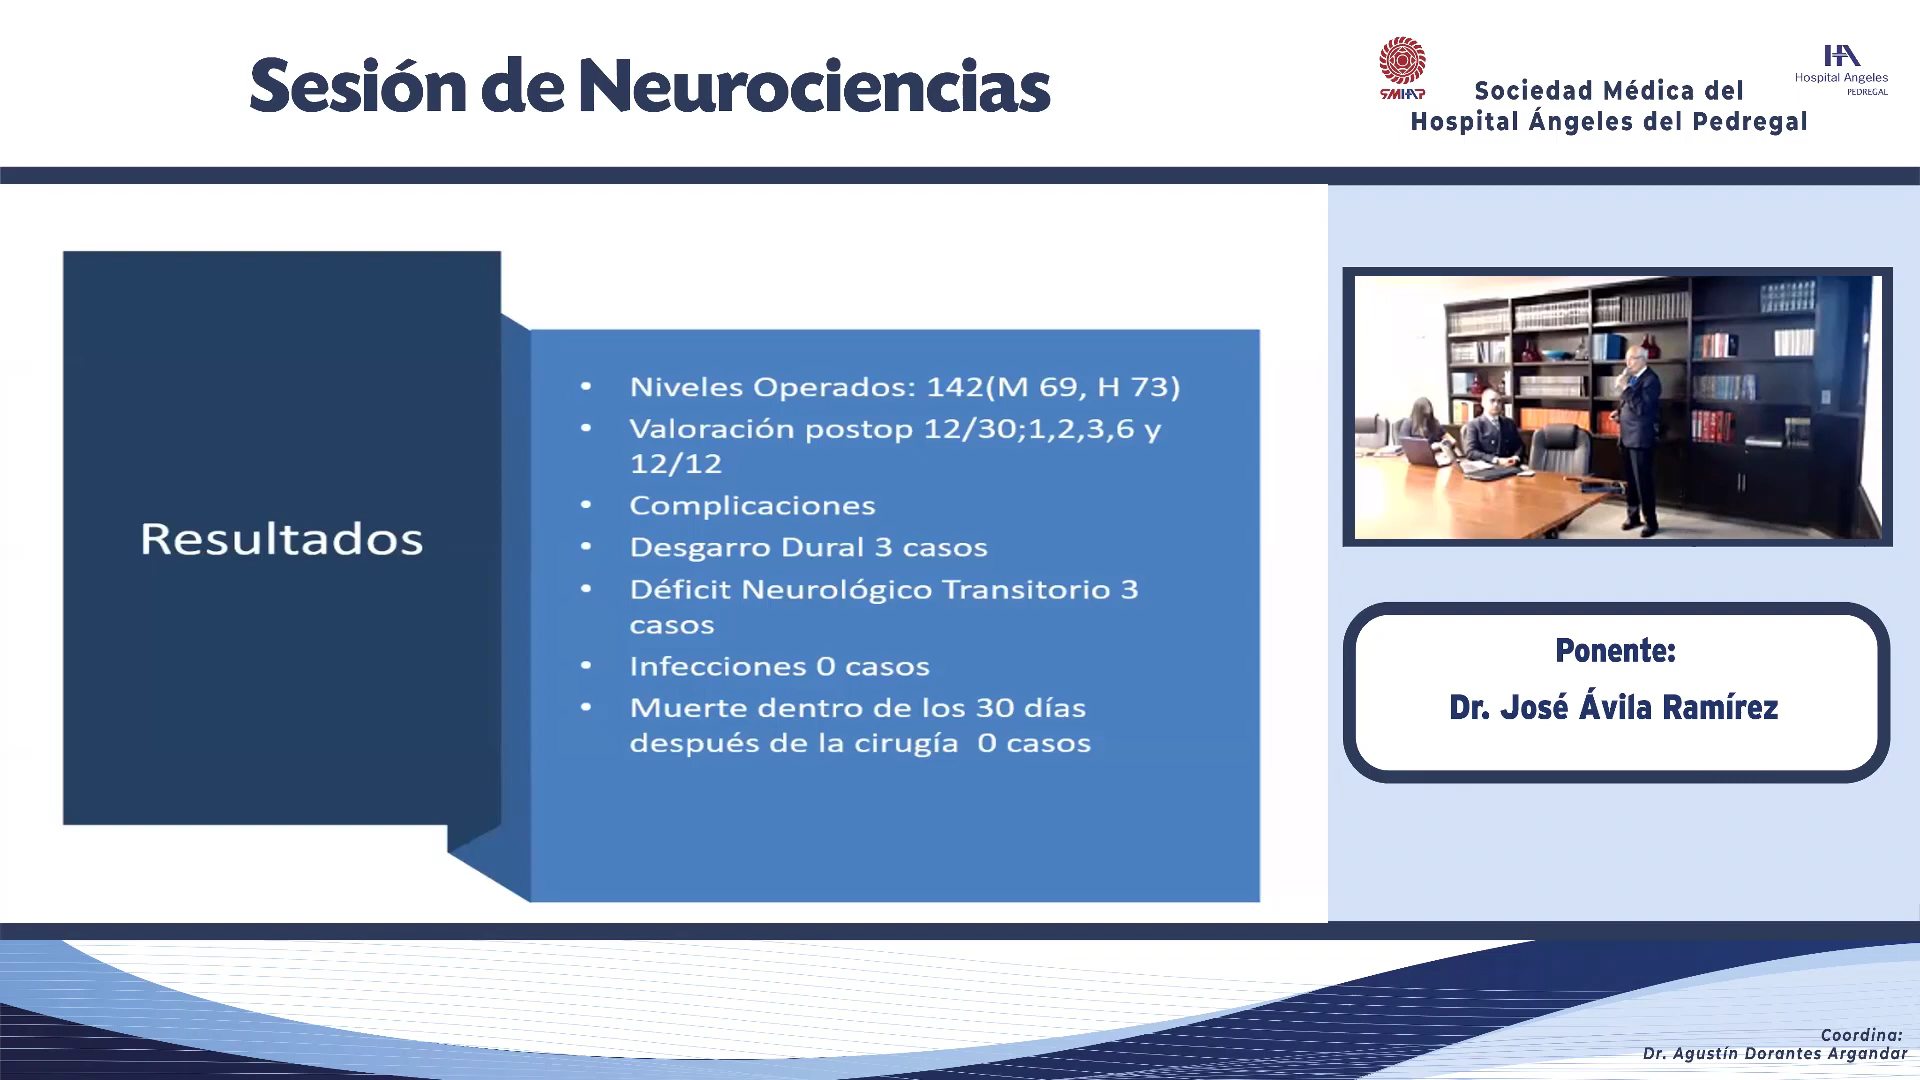 Sesión de Neurociencias
SMHAP
Sociedad Médica del
Hospital Ángeles del Pedregal
HA
Hospital Angeles
PEDREGAL
Resultados
• Niveles Operados: 142(M 69, H 73)
• Valoración postop 12/30;1,2,3,6 y
12/12
• Complicaciones
• Desgarro Dural 3 casos
• Déficit Neurológico Transitorio 3
casos
• Infecciones 0 casos
• Muerte dentro de los 30 días
después de la cirugía 0 casos
Ponente:
Dr. José Ávila Ramírez
Coordina:
Dr. Agustín Dorantes Argandar